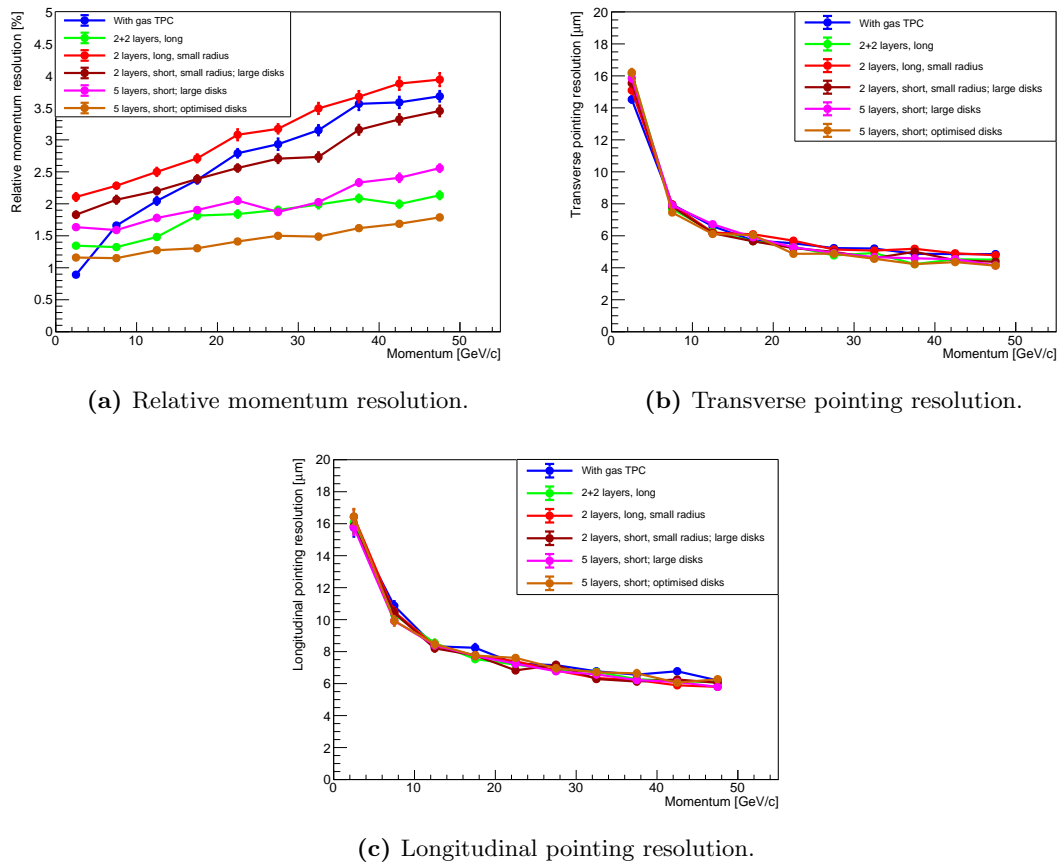 Relative momentum resolution [%]
5
4.5
4
3.5
3
2.5
2
1.5
1
0.5
0
With gas TPC
2+2 layers, long
2 layers, long, small radius
2 layers, short, small radius; large disks
5 layers, short; large disks
5 layers, short; optimised disks
0 10 20 30 40 50
Momentum [GeV/c]
(a) Relative momentum resolution.
Transverse pointing resolution [μm]
20
18
16
14
12
10
8
6
4
2
0
With gas TPC
2+2 layers, long
2 layers, long, small radius
2 layers, short, small radius; large disks
5 layers, short; large disks
5 layers, short; optimised disks
0 10 20 30 40 50
Momentum [GeV/c]
(b) Transverse pointing resolution.
Longitudinal pointing resolution [μm]
20
18
16
14
12
10
8
6
4
2
0
With gas TPC
2+2 layers, long
2 layers, long, small radius
2 layers, short, small radius; large disks
5 layers, short; large disks
5 layers, short; optimised disks
0 10 20 30 40 50
Momentum [GeV/c]
(c) Longitudinal pointing resolution.